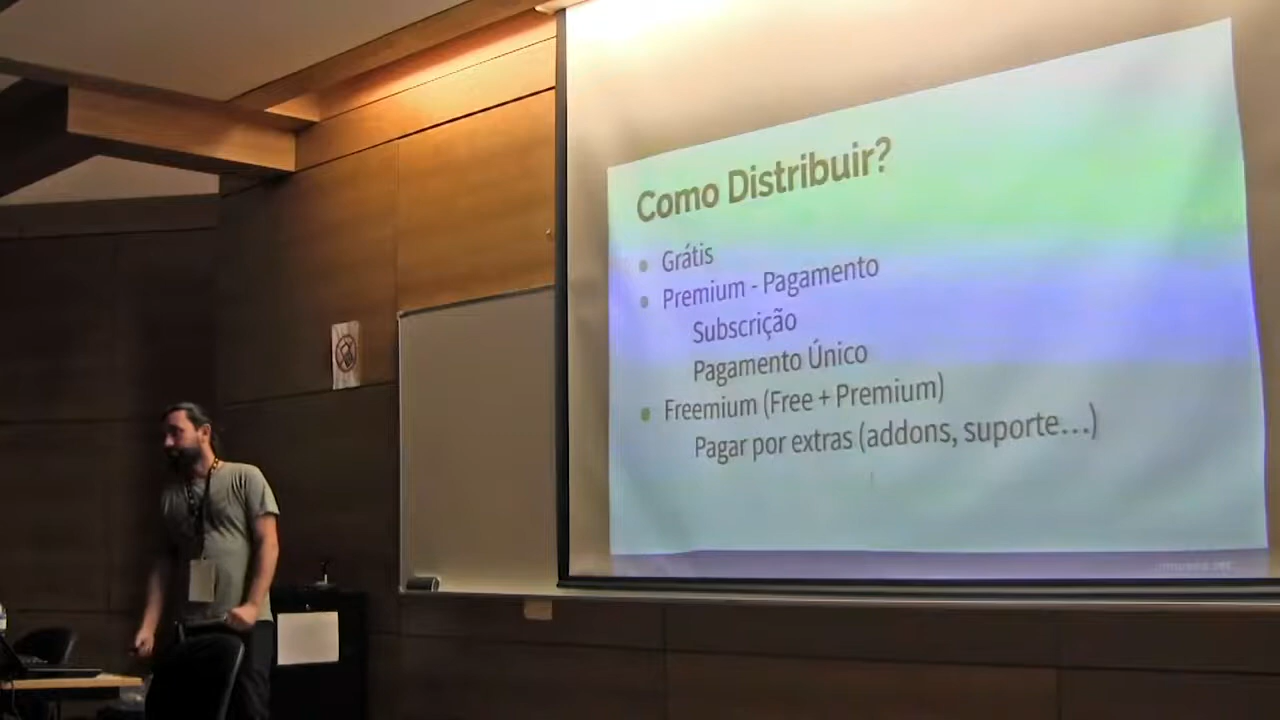 Como Distribuir?
Grátis
Premium - Pagamento
Subscrição
Pagamento Único
Freemium (Free + Premium)
Pagar por extras (addons, suporte...)